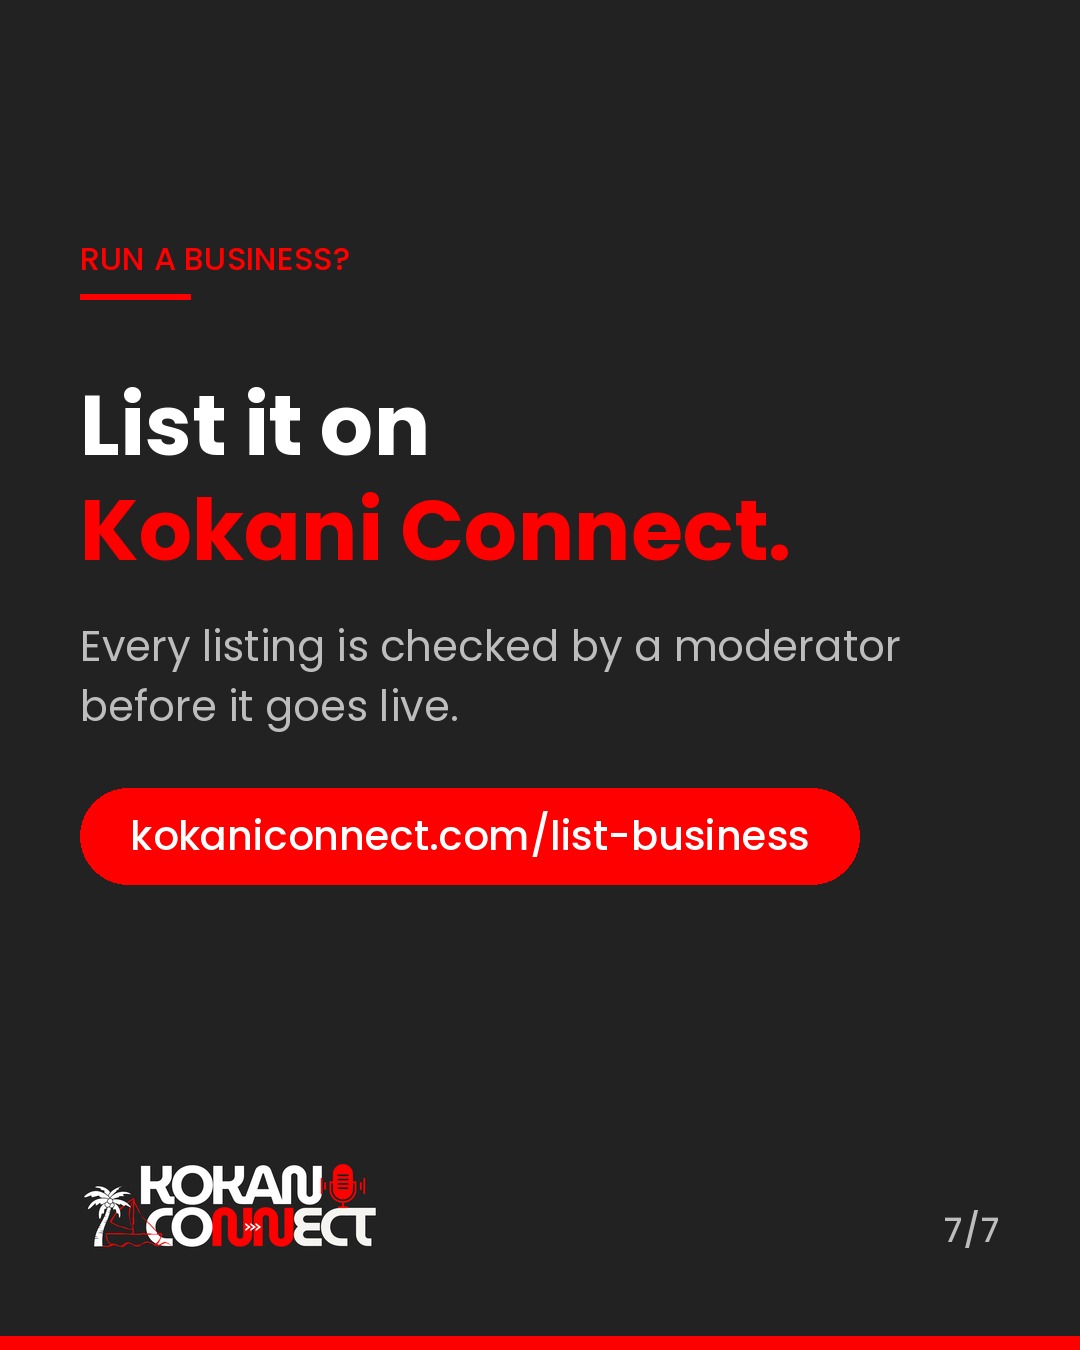 RUN A BUSINESS?
List it on
Kokani Connect.
Every listing is checked by a moderator
before it goes live.
kokaniconnect.com/list-business
KOKANI
CONNECT
7/7